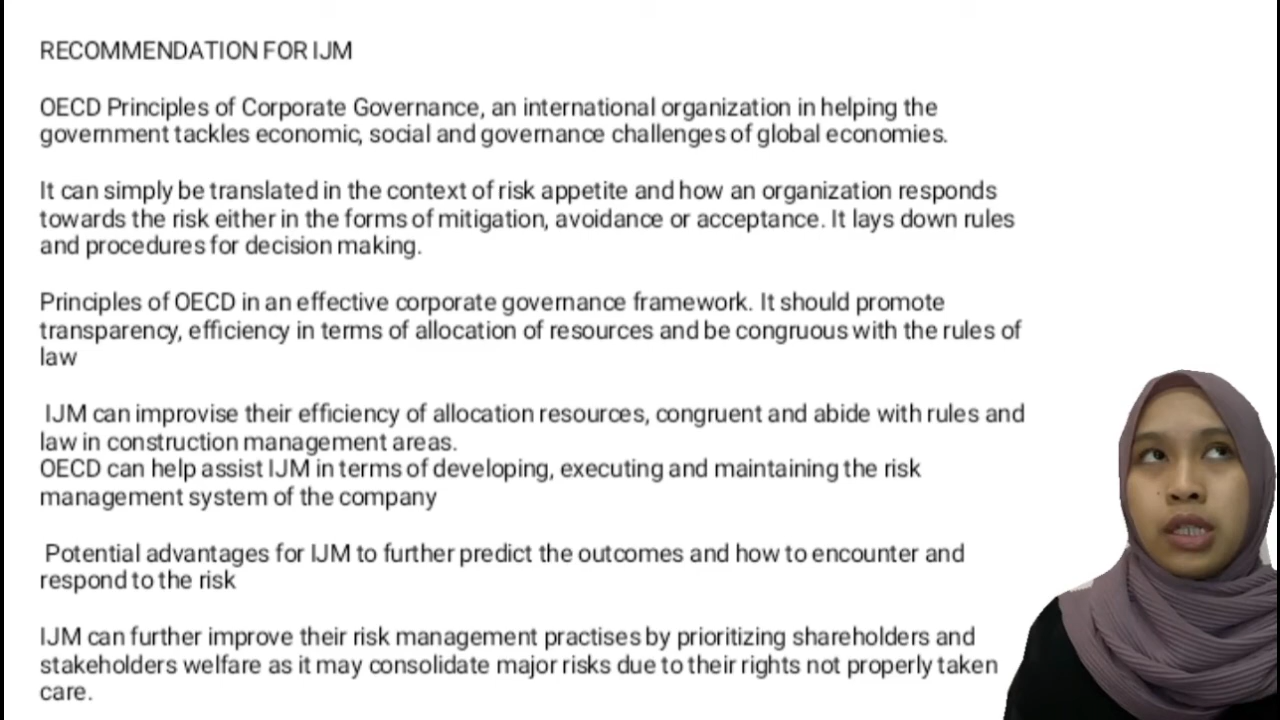 RECOMMENDATION FOR IJM
OECD Principles of Corporate Governance, an international organization in helping the
government tackles economic, social and governance challenges of global economies.
It can simply be translated in the context of risk appetite and how an organization responds
towards the risk either in the forms of mitigation, avoidance or acceptance. It lays down rules
and procedures for decision making.
Principles of OECD in an effective corporate governance framework. It should promote
transparency, efficiency in terms of allocation of resources and be congruous with the rules of
law
IJM can improvise their efficiency of allocation resources, congruent and abide with rules and
law in construction management areas.
OECD can help assist IJM in terms of developing, executing and maintaining the risk
management system of the company
Potential advantages for IJM to further predict the outcomes and how to encounter and
respond to the risk
IJM can further improve their risk management practises by prioritizing shareholders and
stakeholders welfare as it may consolidate major risks due to their rights not properly taken
care.